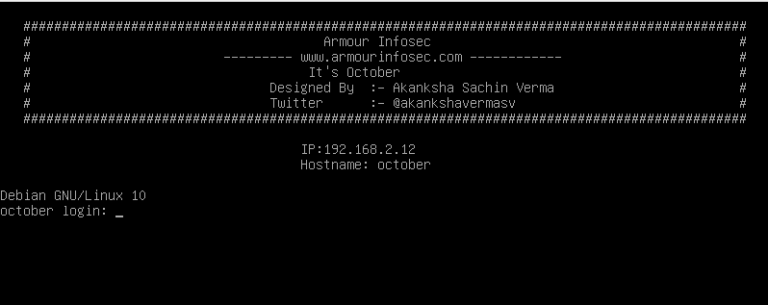 ###############################################################################################
# Armour Infosec #
# --------- www.armourinfosec.com ------------ #
# It's October #
# Designed By :- Akanksha Sachin Verma #
# Twitter :- @akankshavermasv #
###############################################################################################
IP:192.168.2.12
Hostname: october
Debian GNU/Linux 10
october login: _